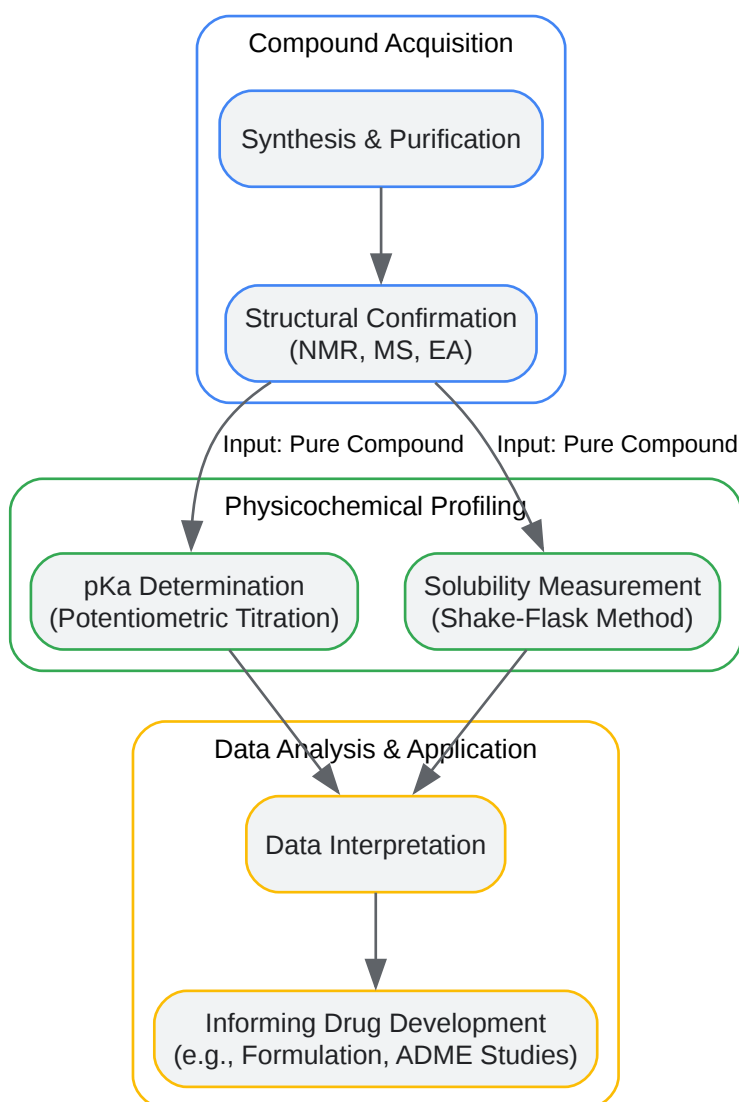 Compound Acquisition
Synthesis & Purification
Structural Confirmation
(NMR, MS, EA)
Input: Pure Compound
Input: Pure Compound
Physicochemical Profiling
pKa Determination
(Potentiometric Titration)
Solubility Measurement
(Shake-Flask Method)
Data Analysis & Application
Data Interpretation
Informing Drug Development
(e.g., Formulation, ADME Studies)